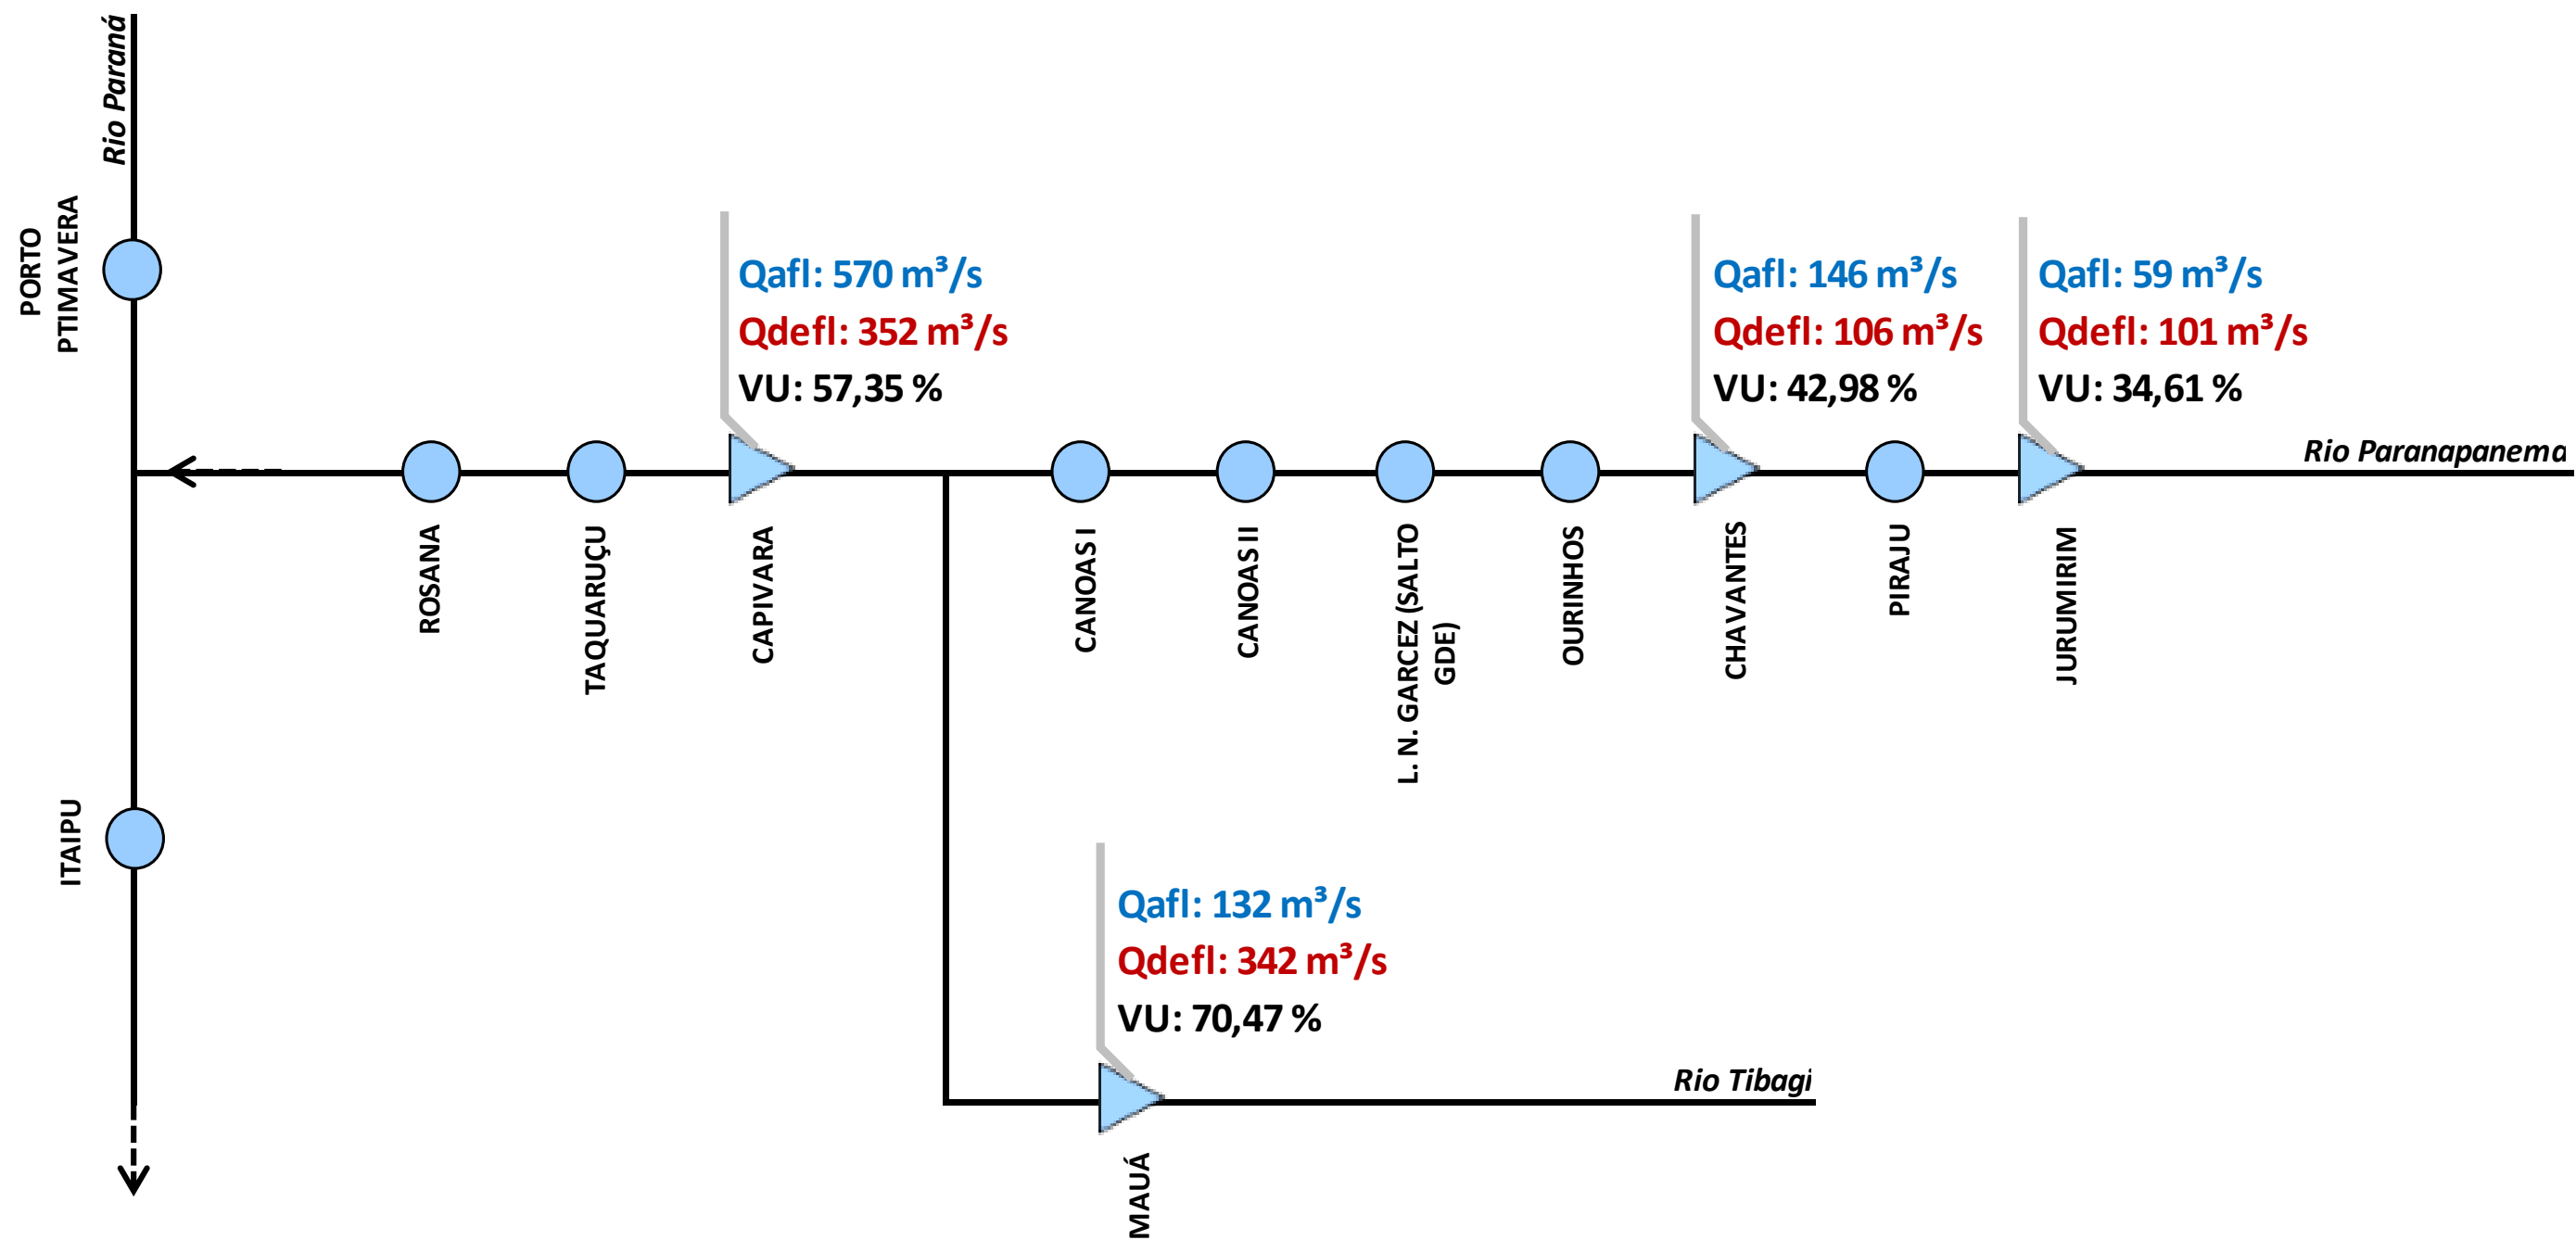 Rio Paraná
PORTO
PTIMAVERA
Qafl: 570 m³/s
Qdefl: 352 m³/s
VU: 57,35 %
Qafl: 146 m³/s
Qdefl: 106 m³/s
VU: 42,98 %
Qafl: 59 m³/s
Qdefl: 101 m³/s
VU: 34,61 %
Rio Paranapanema
ROSANA
TAQUARUÇU
CAPIVARA
CANOAS I
CANOAS II
L. N. GARCEZ (SALTO
GDE)
OURINHOS
CHAVANTES
PIRAJU
JURUMIRIM
ITAIPU
Qafl: 132 m³/s
Qdefl: 342 m³/s
VU: 70,47 %
Rio Tibagi
MAUÁ